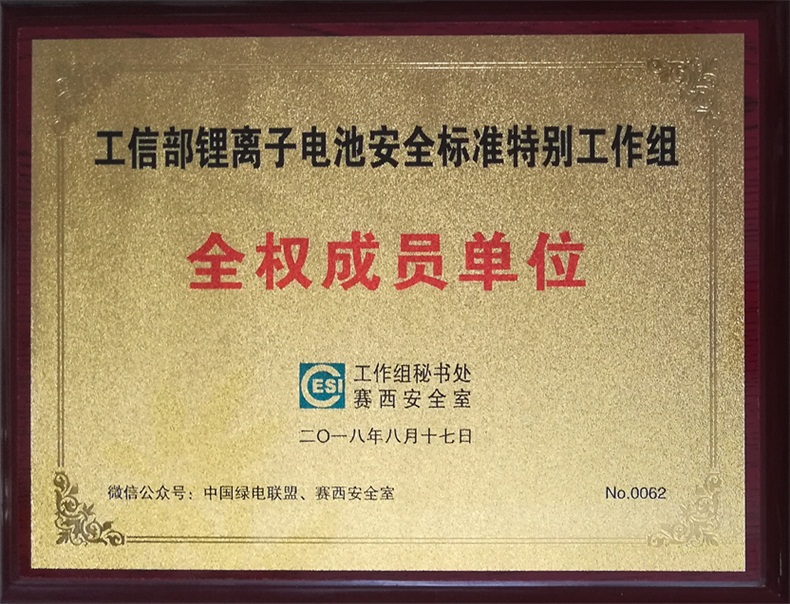 工信部锂离子电池安全标准特别工作组
全权成员单位
CESI
工作组秘书处
赛西安全室
二〇一八年八月十七日
微信公众号：中国绿电联盟、赛西安全室
No.0062